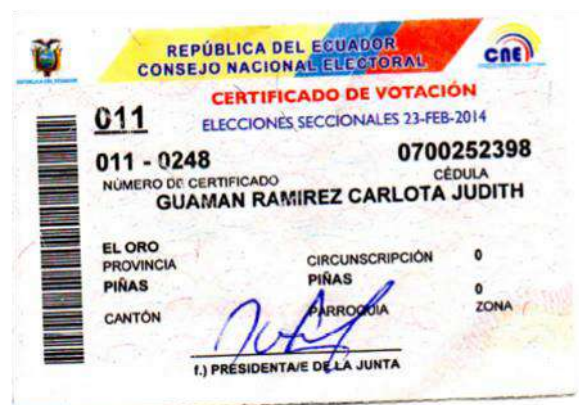 REPÚBLICA DEL ECUADOR
CONSEJO NACIONAL ELECTORAL
CNE
CERTIFICADO DE VOTACIÓN
011
ELECCIONES SECCIONALES 23-FEB-2014
011 - 0248 0700252398
NÚMERO DE CERTIFICADO CÉDULA
GUAMAN RAMIREZ CARLOTA JUDITH
EL ORO
PROVINCIA CIRCUNSCRIPCIÓN 0
PIÑAS PIÑAS
0
CANTÓN PARROQUIA ZONA
f.) PRESIDENTA/E DE LA JUNTA